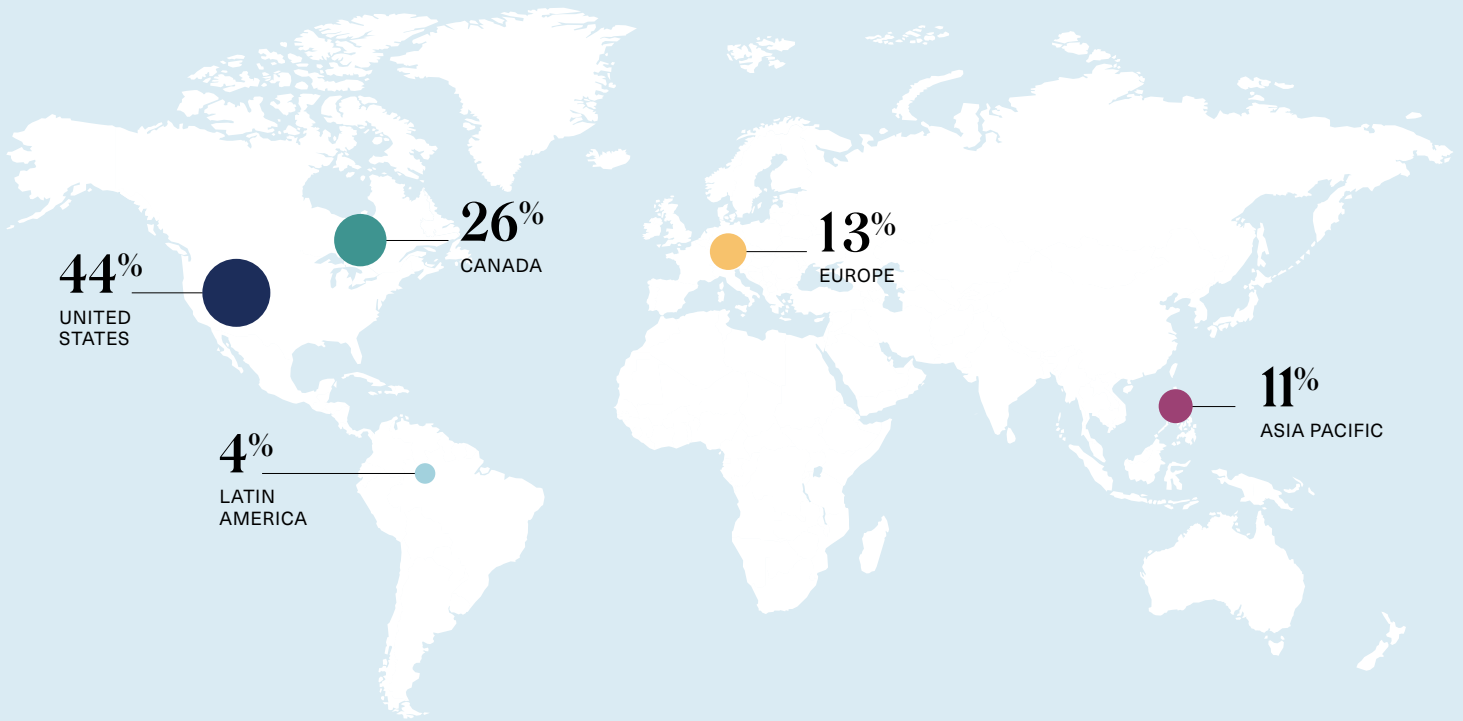 26%
CANADA
13%
EUROPE
44%
UNITED
STATES
11%
ASIA PACIFIC
4%
LATIN
AMERICA